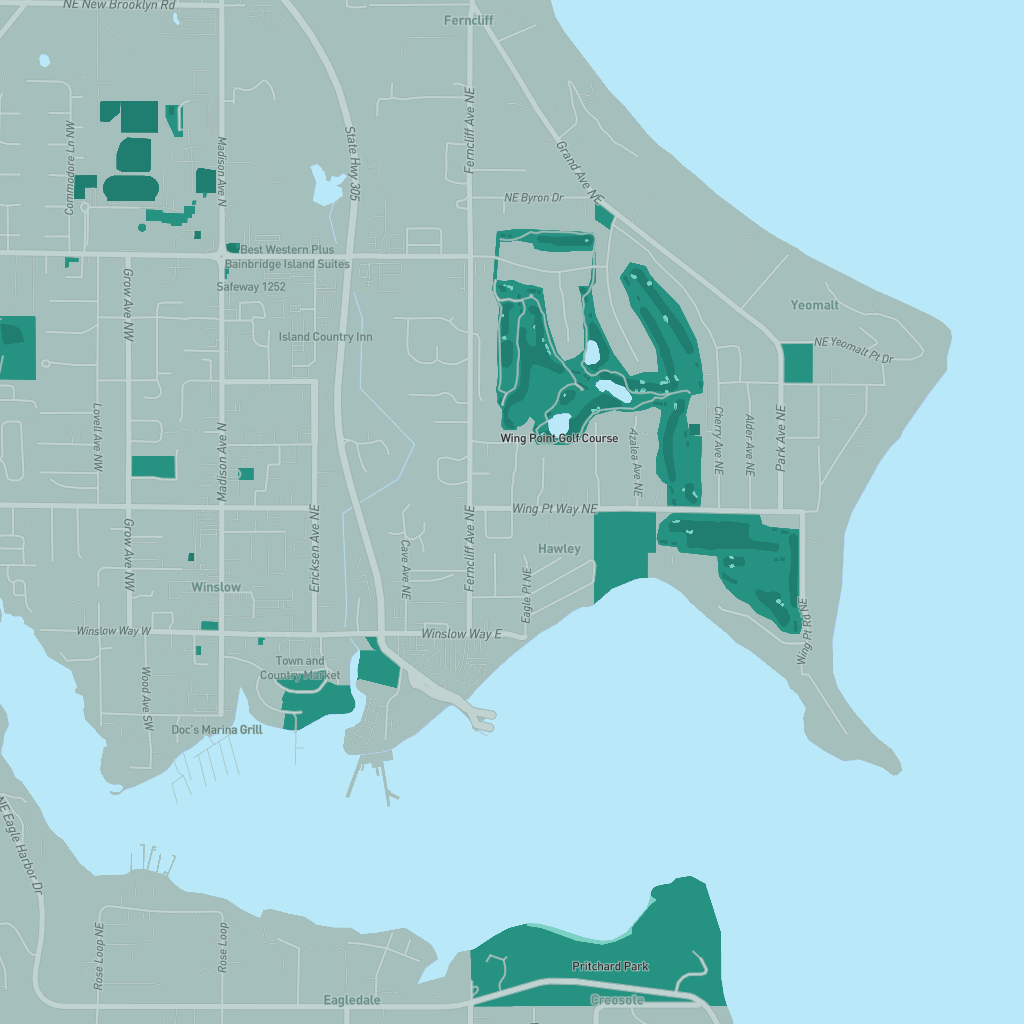 NE New Brooklyn Rd
Ferncliff
Commodore Ln NW
Madison Ave N
State Hwy 305
Ferncliff Ave NE
Grand Ave NE
NE Byron Dr
Best Western Plus
Bainbridge Island Suites
Safeway 1252
Grow Ave NW
Island Country Inn
Yeomalt
NE Yeomalt Pt Dr
Lovell Ave NW
Madison Ave N
Wing Point Golf Course
Azalea Ave NE
Cherry Ave NE
Alder Ave NE
Park Ave NE
Wing Pt Way NE
Grow Ave NW
Ericksen Ave NE
Cave Ave NE
Ferncliff Ave NE
Hawley
Eagle Pl NE
Winslow
Winslow Way W
Winslow Way E
Wing Pt Rd NE
Town and
Country Market
Wood Ave SW
Doc's Marina Grill
NE Eagle Harbor Dr
Rose Loop NE
Rose Loop
Pritchard Park
Eagledale
Creosote